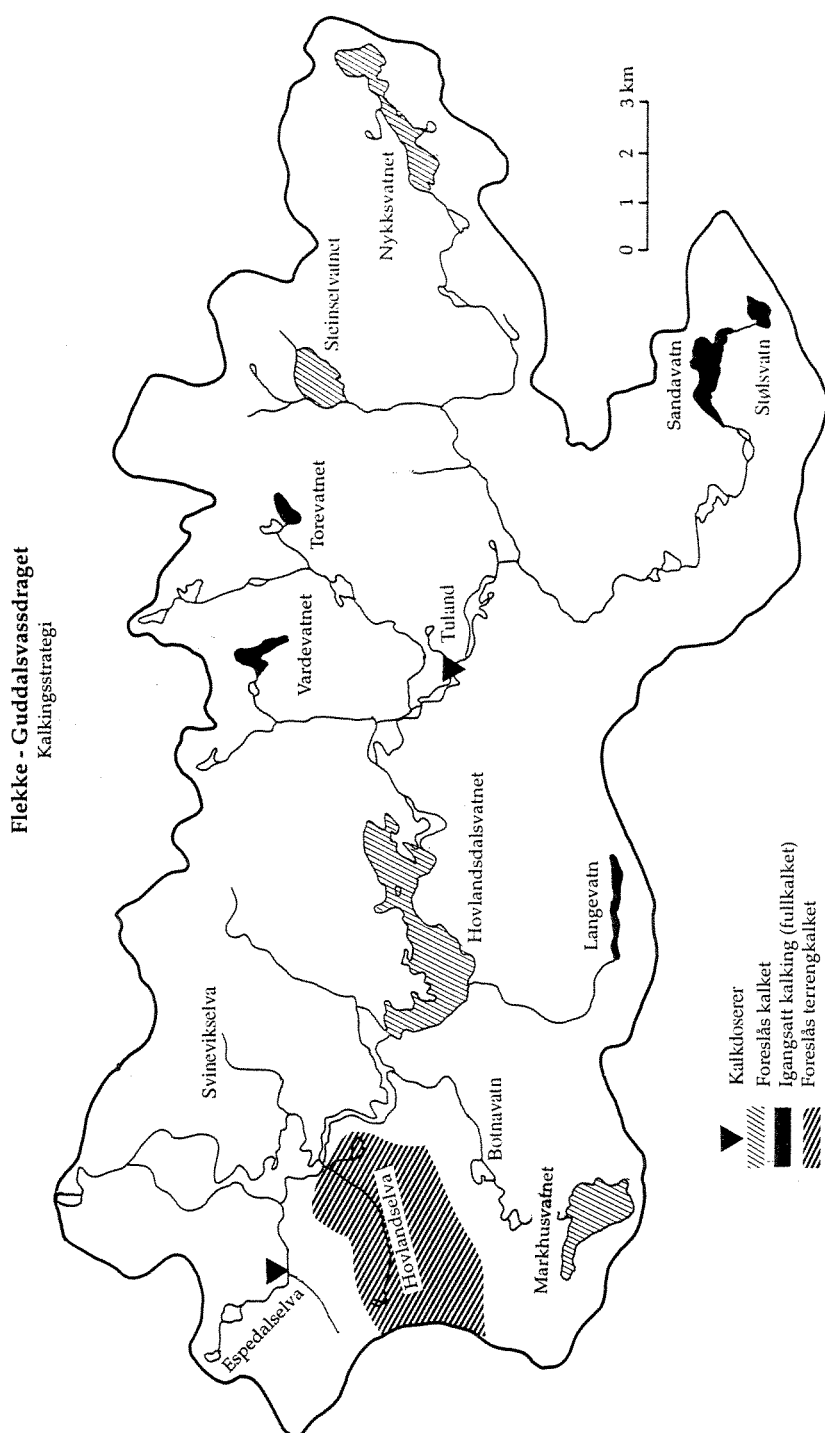 Flekke - Guddalsvassdraget
Kalkingsstrategi
Nykksvatnet
Steinsetvatnet
0 1 2 3 km
Torevatnet
Vardevatnet
Tuland
Sandavatn
Stølsvatn
Hovlandsdalsvatnet
Langevatn
Svinevikselva
Botnavatn
Markhusvatnet
Hovlandselva
Espedalselva
Kalkdoserer
Foreslås kalket
Igangsatt kalking (fullkalket)
Foreslås terrengkalket